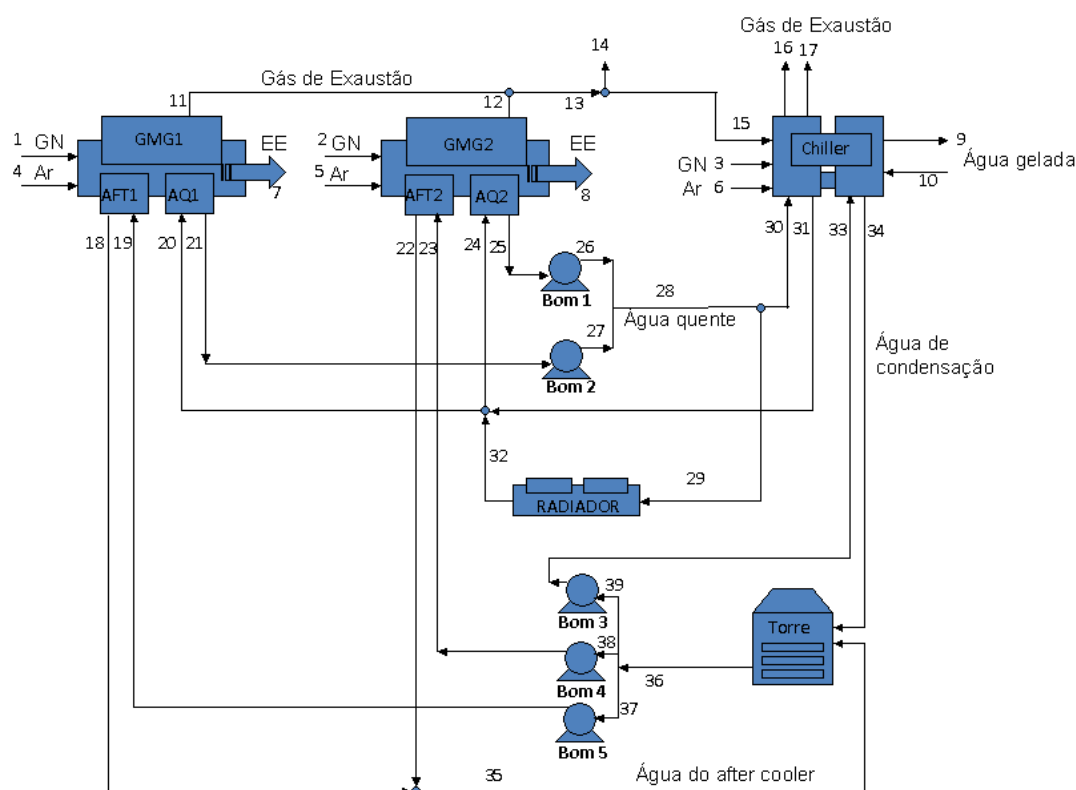 Gás de Exaustão
16 17
14
Gás de Exaustão
11
12
13
15
1 GN
4 Ar
GMG1
EE
7
AFT1
AQ1
2 GN
5 Ar
GMG2
EE
8
AFT2
AQ2
GN 3
Ar 6
Chiller
9
Água gelada
10
18 19 20 21
22 23 24 25
26
Bom 1
28
Água quente
27
Bom 2
30 31 33 34
Água de
condensação
32
29
RADIADOR
39
Bom 3
38
Bom 4
36
37
Bom 5
Torre
35
Água do after cooler